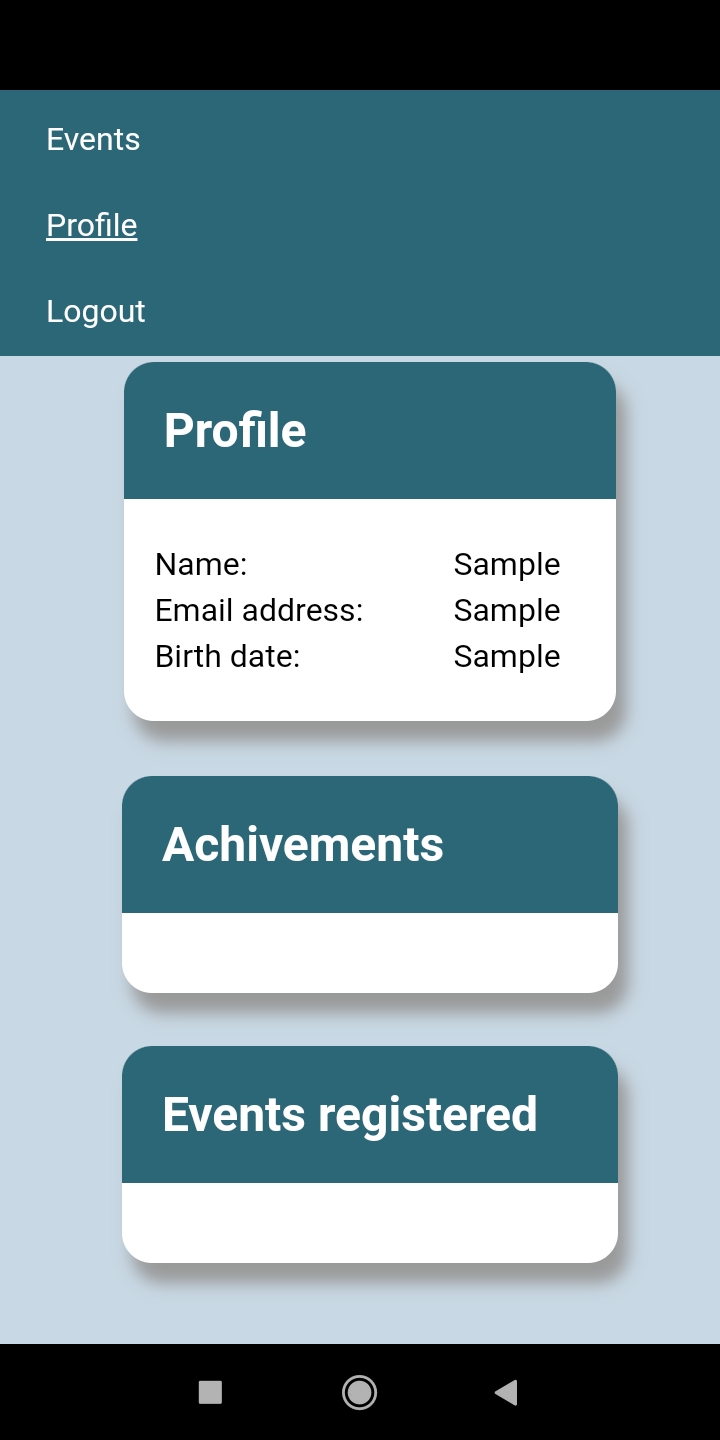 Events
Profile
Logout
Profile
Name: Sample
Email address: Sample
Birth date: Sample
Achivements
Events registered